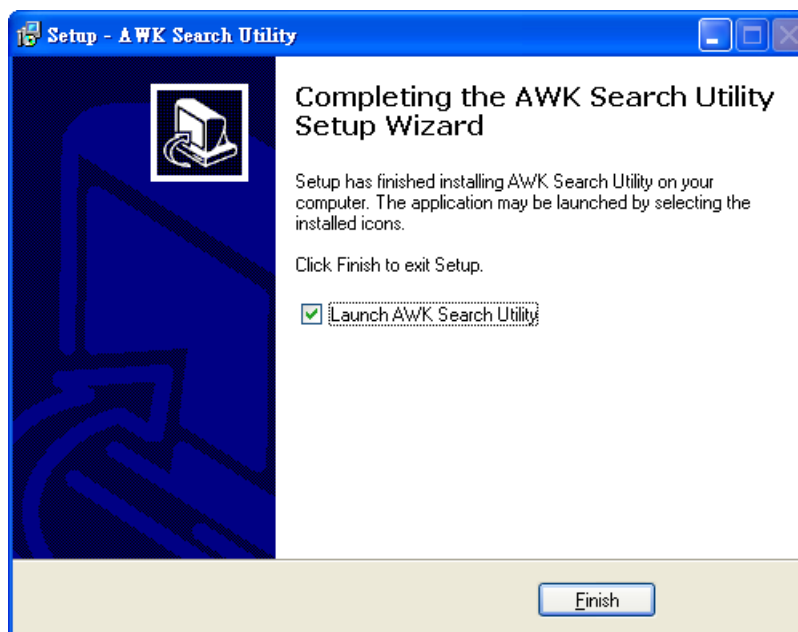 Setup - AWK Search Utility
Completing the AWK Search Utility
Setup Wizard
Setup has finished installing AWK Search Utility on your
computer. The application may be launched by selecting the
installed icons.
Click Finish to exit Setup.
Launch AWK Search Utility
Finish